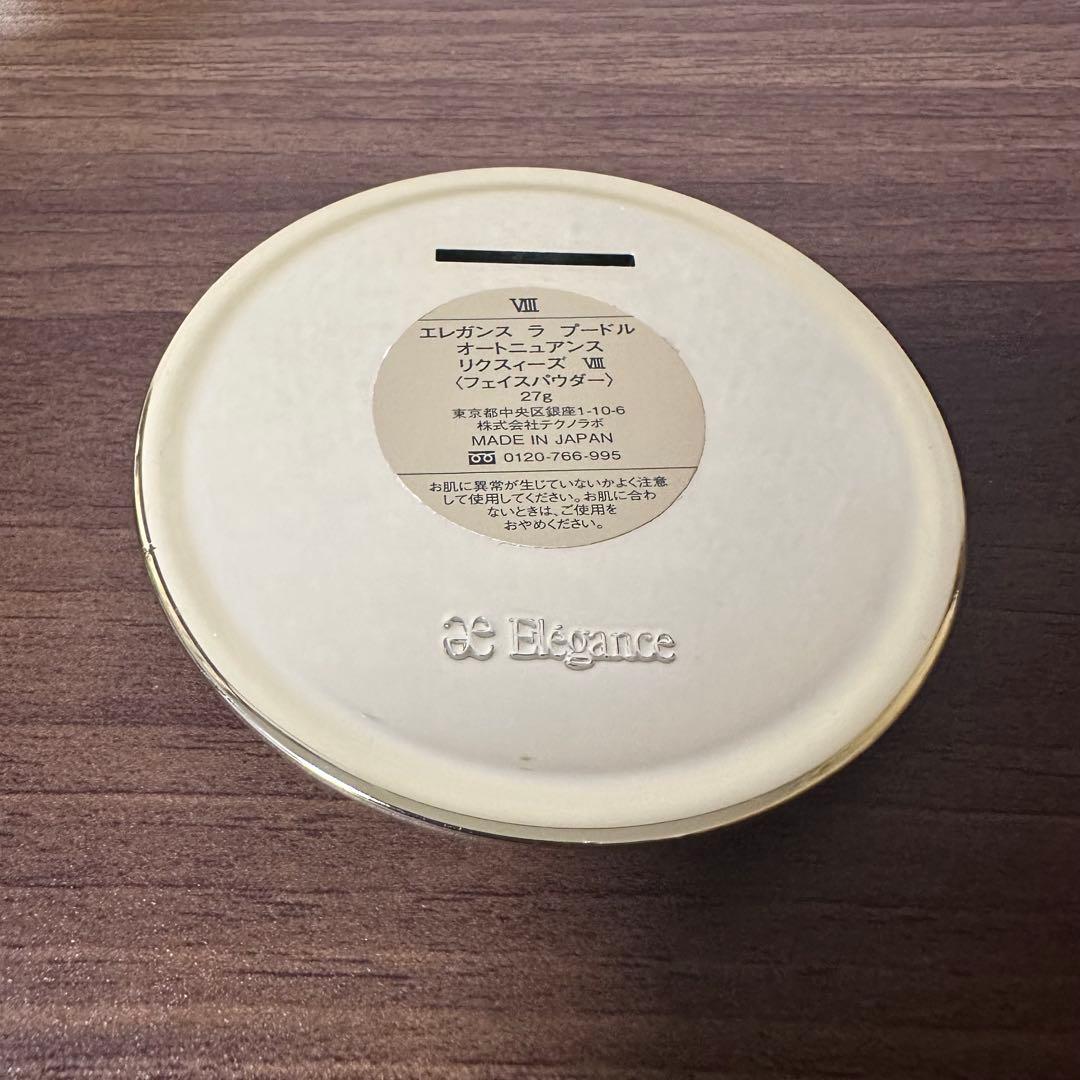 Ⅷ
エレガンス ラ プードル
オートニュアンス
リクスィーズ Ⅷ
〈フェイスパウダー〉
27g
東京都中央区銀座1-10-6
株式会社テクノラボ
MADE IN JAPAN
0120-766-995
お肌に異常が生じていないかよく注意
して使用してください。お肌に合わ
ないときは、ご使用を
おやめください。
æ Elégance